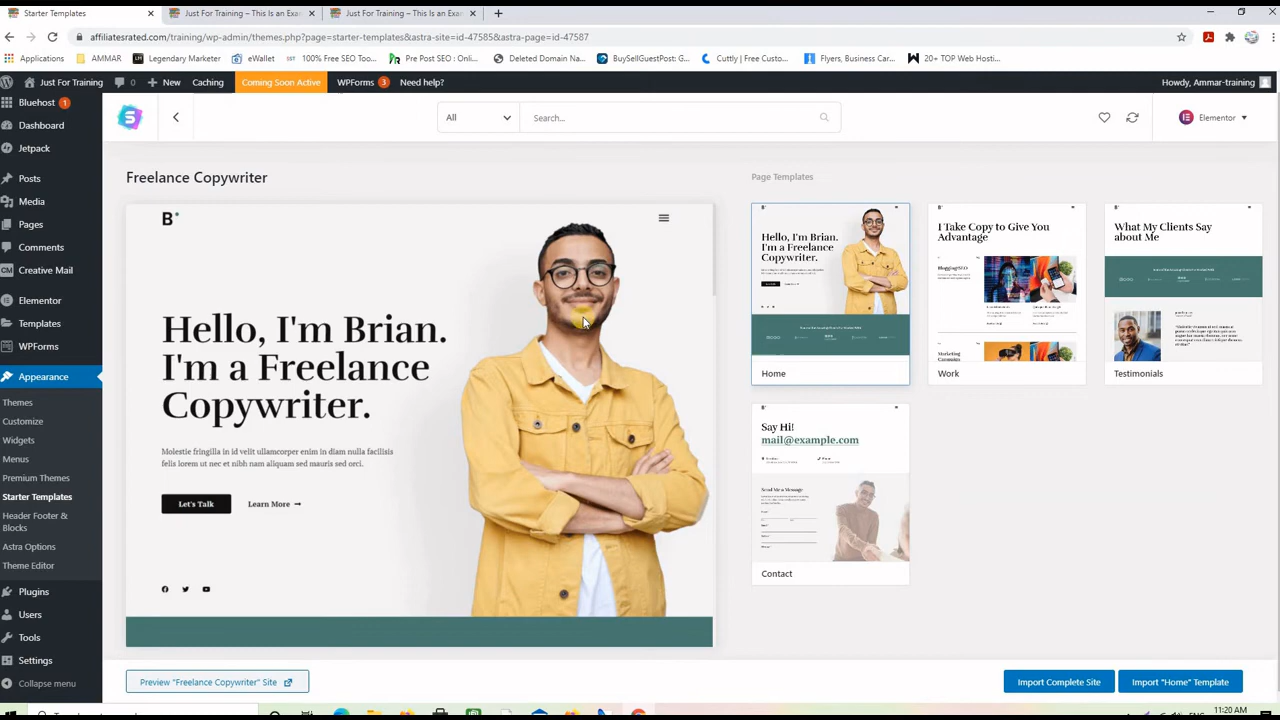 Starter Templates
Just For Training – This Is an Exa
Just For Training – This Is an Exa
affiliatesrated.com/training/wp-admin/themes.php?page=starter-templates&astra-site=id-47585&astra-page=id-47587
Applications
AMMAR
Legendary Marketer
eWallet
100% Free SEO Too...
Pre Post SEO : Onli...
Deleted Domain Na...
BuySellGuestPost: G...
Cuttly | Free Custo...
Flyers, Business Car...
20+ TOP Web Hosti...
Just For Training
0
New
Caching
Coming Soon Active
WPForms 3
Need help?
Howdy, Ammar-training
Bluehost 1
Dashboard
Jetpack
Posts
Media
Pages
Comments
Creative Mail
Elementor
Templates
WPForms
Appearance
Themes
Customize
Widgets
Menus
Premium Themes
Starter Templates
Header Footer &
Blocks
Astra Options
Theme Editor
Plugins
Users
Tools
Settings
Collapse menu
All
Search...
Elementor
Freelance Copywriter
B
Hello, I'm Brian.
I'm a Freelance
Copywriter.
Molestie fringilla in id velit ullamcorper enim in diam nulla facilisis
felis lorem ut nec et nibh nam aliquam sed mauris sed orci.
Let's Talk
Learn More
Page Templates
Hello, I'm Brian.
I'm a Freelance
Copywriter.
Home
I Take Copy to Give You
Advantage
Blogging/SEO
Marketing
Campaign
Work
What My Clients Say
about Me
Testimonials
Say Hi!
mail@example.com
Send Me a Message
Contact
Preview "Freelance Copywriter" Site
Import Complete Site
Import "Home" Template
11:20 AM